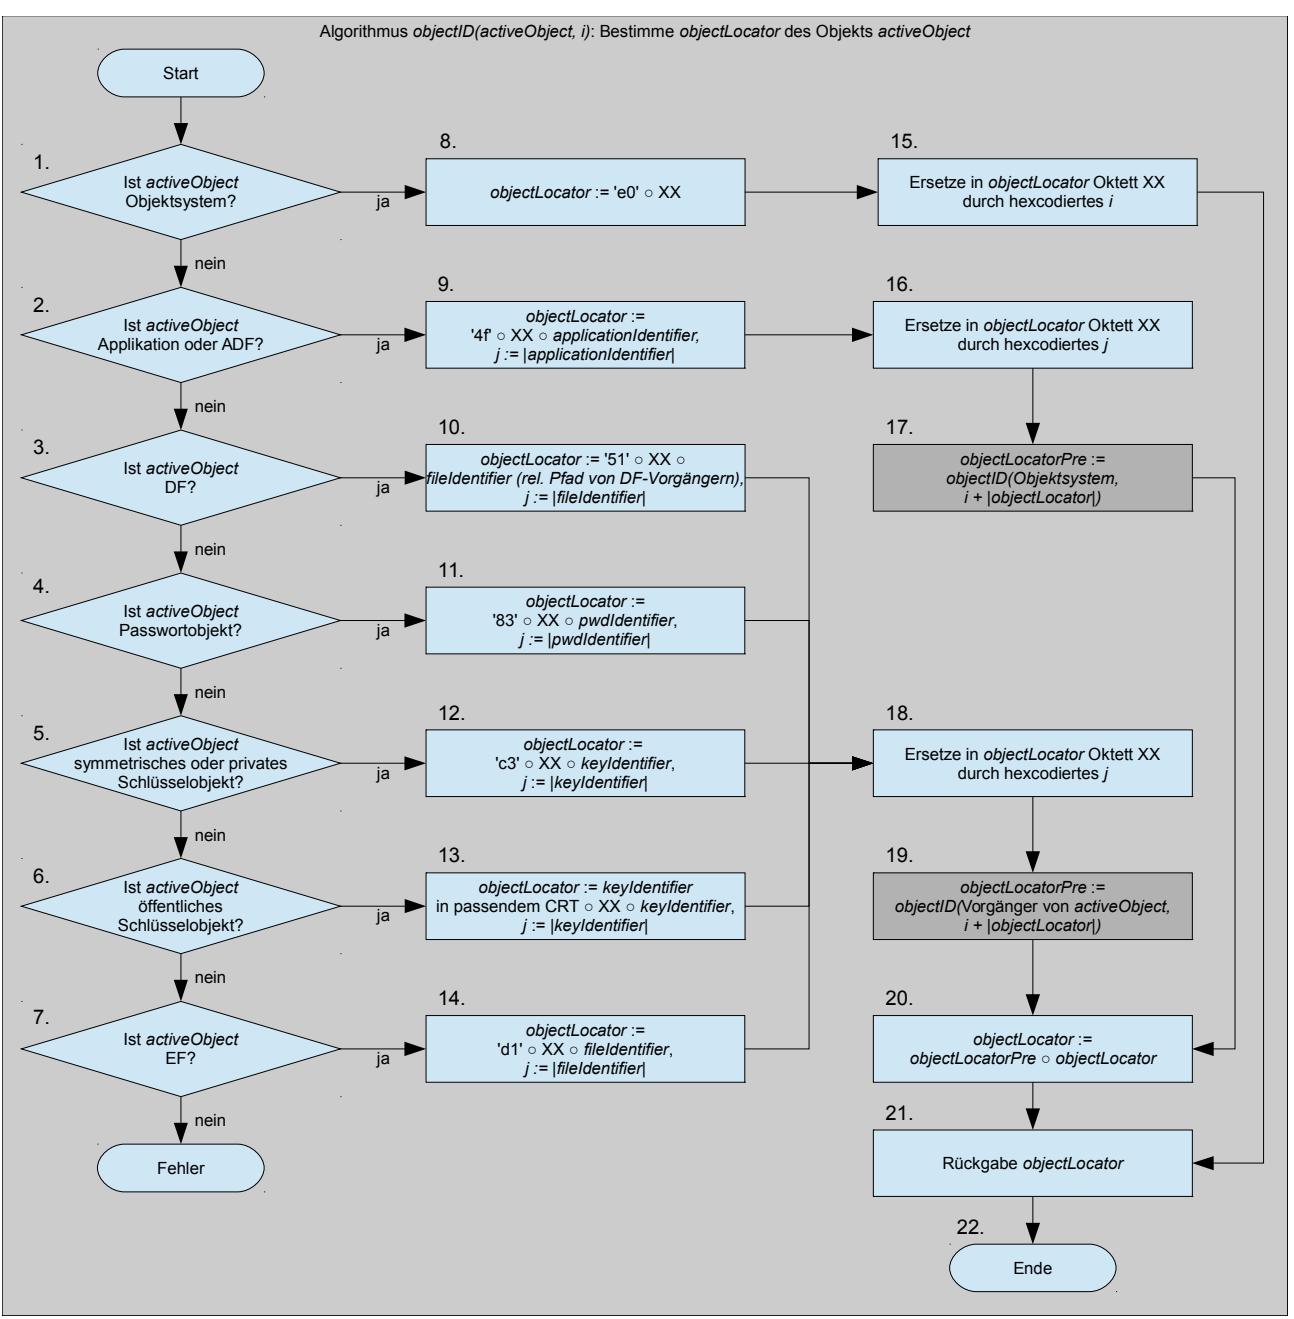 Algorithmus objectID(activeObject, i): Bestimme objectLocator des Objekts activeObject
Start
1.
Ist activeObject
Objektsystem?
ja
nein
8.
objectLocator := 'e0' ○ XX
15.
Ersetze in objectLocator Oktett XX
durch hexcodiertes i
2.
Ist activeObject
Applikation oder ADF?
ja
nein
9.
objectLocator :=
'4f' ○ XX ○ applicationIdentifier,
j := |applicationIdentifier|
16.
Ersetze in objectLocator Oktett XX
durch hexcodiertes j
3.
Ist activeObject
DF?
ja
nein
10.
objectLocator := '51' ○ XX ○
fileIdentifier (rel. Pfad von DF-Vorgängern),
j := |fileIdentifier|
17.
objectLocatorPre :=
objectID(Objektsystem,
i + |objectLocator|)
4.
Ist activeObject
Passwortobjekt?
ja
nein
11.
objectLocator :=
'83' ○ XX ○ pwdIdentifier,
j := |pwdIdentifier|
5.
Ist activeObject
symmetrisches oder privates
Schlüsselobjekt?
ja
nein
12.
objectLocator :=
'c3' ○ XX ○ keyIdentifier,
j := |keyIdentifier|
18.
Ersetze in objectLocator Oktett XX
durch hexcodiertes j
6.
Ist activeObject
öffentliches
Schlüsselobjekt?
ja
nein
13.
objectLocator := keyIdentifier
in passendem CRT ○ XX ○ keyIdentifier,
j := |keyIdentifier|
19.
objectLocatorPre :=
objectID(Vorgänger von activeObject,
i + |objectLocator|)
7.
Ist activeObject
EF?
ja
nein
14.
objectLocator :=
'd1' ○ XX ○ fileIdentifier,
j := |fileIdentifier|
20.
objectLocator :=
objectLocatorPre ○ objectLocator
Fehler
21.
Rückgabe objectLocator
22.
Ende